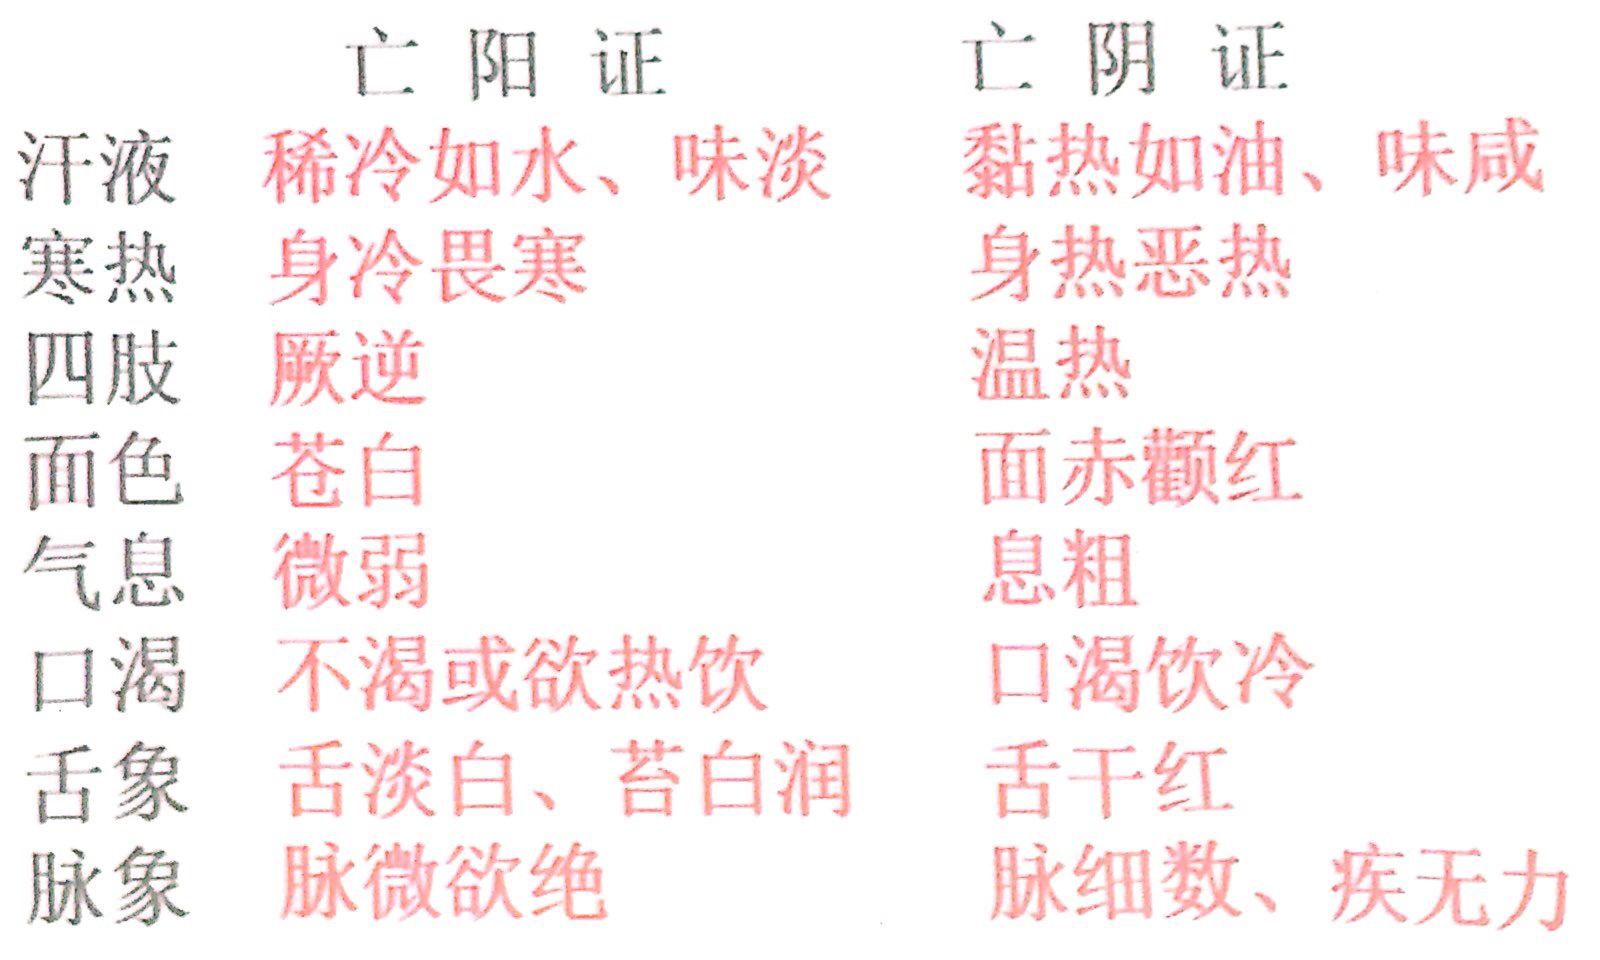 亡阳证 亡阴证
汗液 稀冷如水、味淡 黏热如油、味咸
寒热 身冷畏寒 身热恶热
四肢 厥逆 温热
面色 苍白 面赤颧红
气息 微弱 息粗
口渴 不渴或欲热饮 口渴饮冷
舌象 舌淡白、苔白润 舌干红
脉象 脉微欲绝 脉细数、疾无力